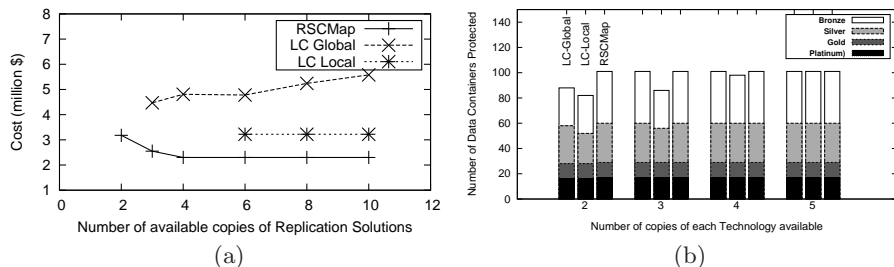 RSCMap
LC Global
LC Local
Cost (million $)
8
7
6
5
4
3
2
1
0 2 4 6 8 10 12
Number of available copies of Replication Solutions
(a)
Bronze
Silver
Gold
Platinum)
LC-Global
LC-Local
RSCMap
Number of Data Containers Protected
140
120
100
80
60
40
20
0
2 3 4 5
Number of copies of each Technology available
(b)